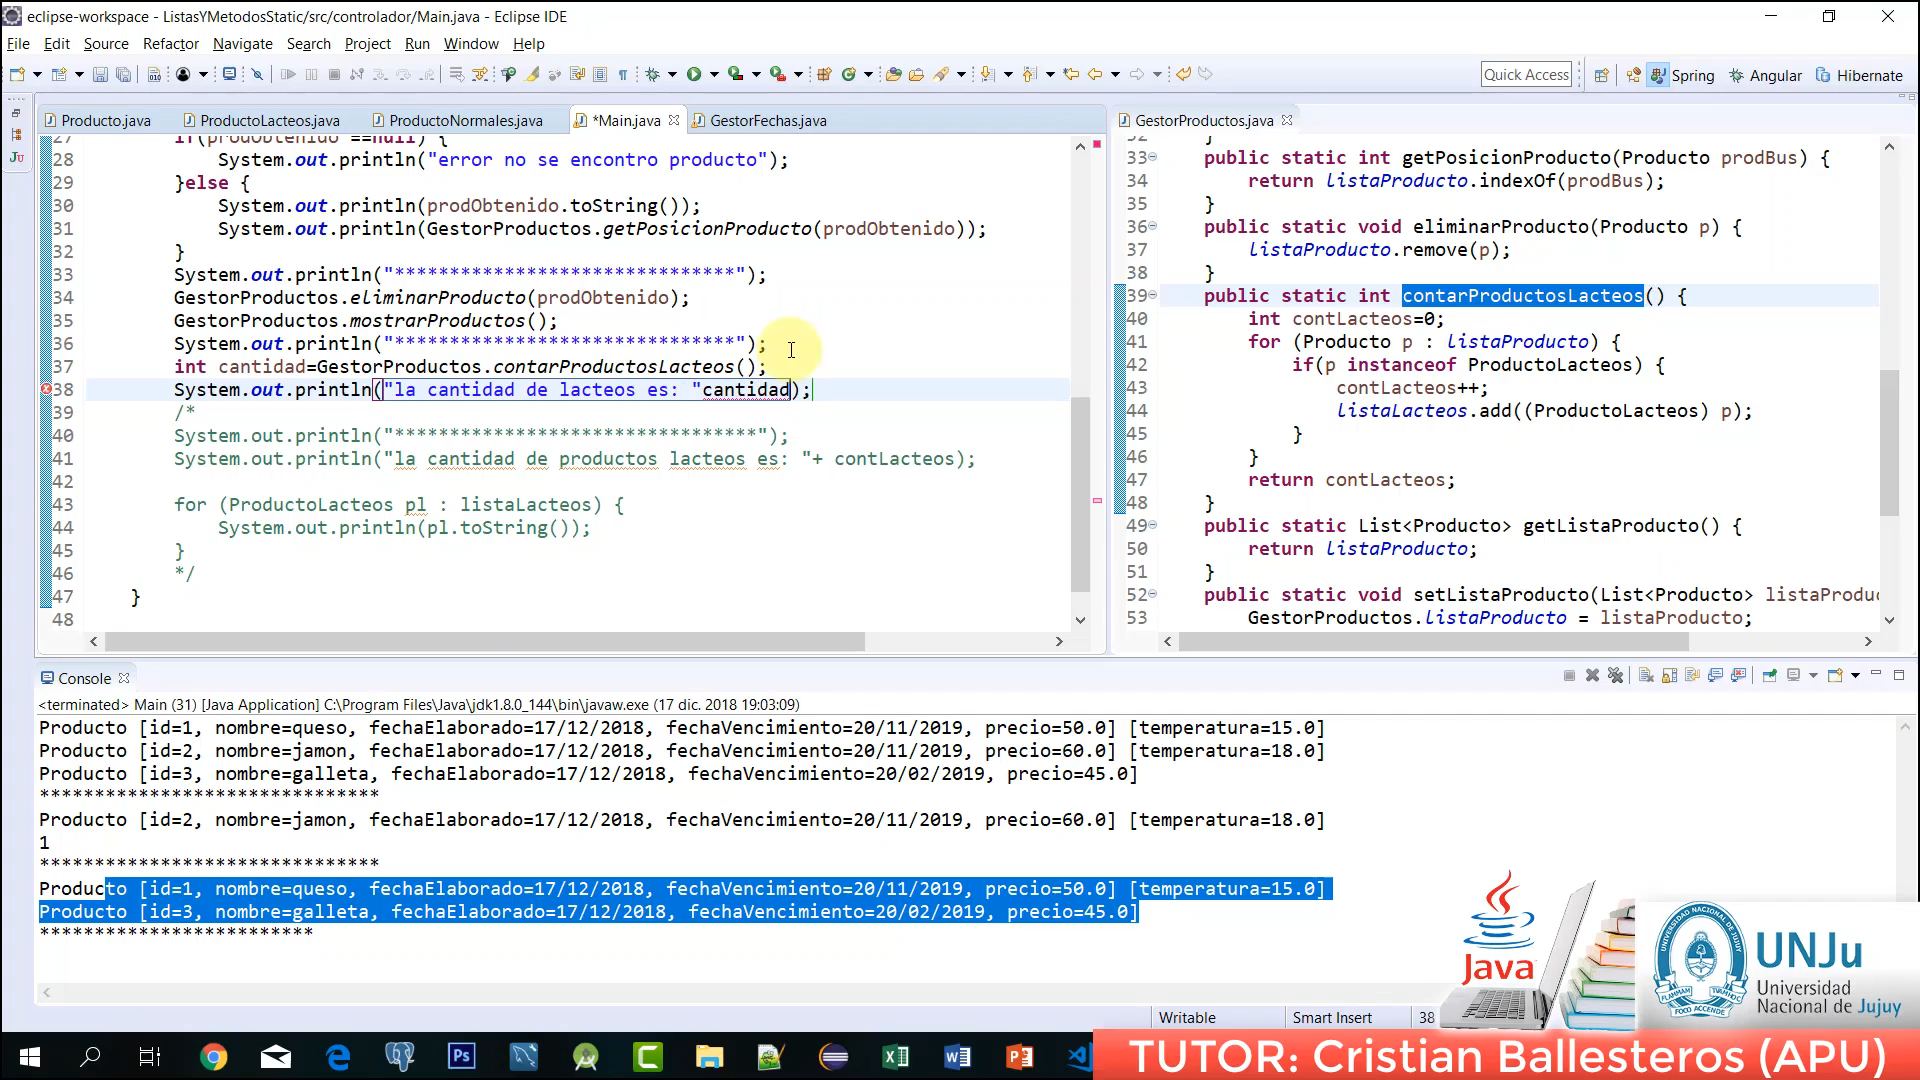 eclipse-workspace - ListasYMetodosStatic/src/controlador/Main.java - Eclipse IDE
File Edit Source Refactor Navigate Search Project Run Window Help
Quick Access Spring Angular Hibernate
Producto.java ProductoLacteos.java ProductoNormales.java *Main.java GestorFechas.java
27 if(prodObtenido ==null) {
28 System.out.println("error no se encontro producto");
29 }else {
30 System.out.println(prodObtenido.toString());
31 System.out.println(GestorProductos.getPosicionProducto(prodObtenido));
32 }
33 System.out.println("*******************************");
34 GestorProductos.eliminarProducto(prodObtenido);
35 GestorProductos.mostrarProductos();
36 System.out.println("*******************************");
37 int cantidad=GestorProductos.contarProductosLacteos();
38 System.out.println("la cantidad de lacteos es: "cantidad);
39 /*
40 System.out.println("*********************************");
41 System.out.println("la cantidad de productos lacteos es: "+ contLacteos);
42
43 for (ProductoLacteos pl : listaLacteos) {
44 System.out.println(pl.toString());
45 }
46 */
47 }
48
GestorProductos.java
32 }
33 public static int getPosicionProducto(Producto prodBus) {
34 return listaProducto.indexOf(prodBus);
35 }
36 public static void eliminarProducto(Producto p) {
37 listaProducto.remove(p);
38 }
39 public static int contarProductosLacteos() {
40 int contLacteos=0;
41 for (Producto p : listaProducto) {
42 if(p instanceof ProductoLacteos) {
43 contLacteos++;
44 listaLacteos.add((ProductoLacteos) p);
45 }
46 }
47 return contLacteos;
48 }
49 public static List<Producto> getListaProducto() {
50 return listaProducto;
51 }
52 public static void setListaProducto(List<Producto> listaProduc
53 GestorProductos.listaProducto = listaProducto;
Console
<terminated> Main (31) [Java Application] C:\Program Files\Java\jdk1.8.0_144\bin\javaw.exe (17 dic. 2018 19:03:09)
Producto [id=1, nombre=queso, fechaElaborado=17/12/2018, fechaVencimiento=20/11/2019, precio=50.0] [temperatura=15.0]
Producto [id=2, nombre=jamon, fechaElaborado=17/12/2018, fechaVencimiento=20/11/2019, precio=60.0] [temperatura=18.0]
Producto [id=3, nombre=galleta, fechaElaborado=17/12/2018, fechaVencimiento=20/02/2019, precio=45.0]
*******************************
Producto [id=2, nombre=jamon, fechaElaborado=17/12/2018, fechaVencimiento=20/11/2019, precio=60.0] [temperatura=18.0]
1
*******************************
Producto [id=1, nombre=queso, fechaElaborado=17/12/2018, fechaVencimiento=20/11/2019, precio=50.0] [temperatura=15.0]
Producto [id=3, nombre=galleta, fechaElaborado=17/12/2018, fechaVencimiento=20/02/2019, precio=45.0]
*************************
Java
UNJu
Universidad
Nacional de Jujuy
Writable Smart Insert 38
TUTOR: Cristian Ballesteros (APU)